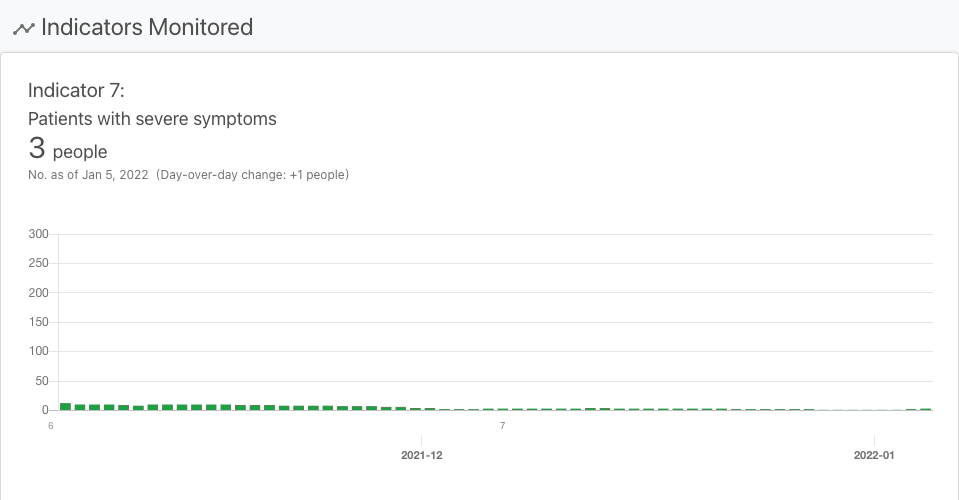 Indicators Monitored
Indicator 7:
Patients with severe symptoms
3 people
No. as of Jan 5, 2022 (Day-over-day change: +1 people)
300
250
200
150
100
50
0
6 7
2021-12 2022-01